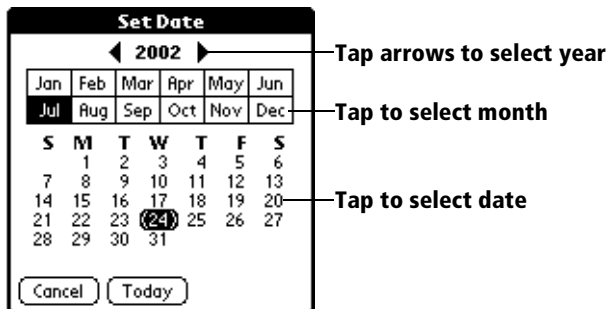 Set Date
2002
Tap arrows to select year
Jan Feb Mar Apr May Jun
Jul Aug Sep Oct Nov Dec
Tap to select month
S M T W T F S
1 2 3 4 5 6
7 8 9 10 11 12 13
14 15 16 17 18 19 20
Tap to select date
21 22 23 24 25 26 27
28 29 30 31
Cancel Today